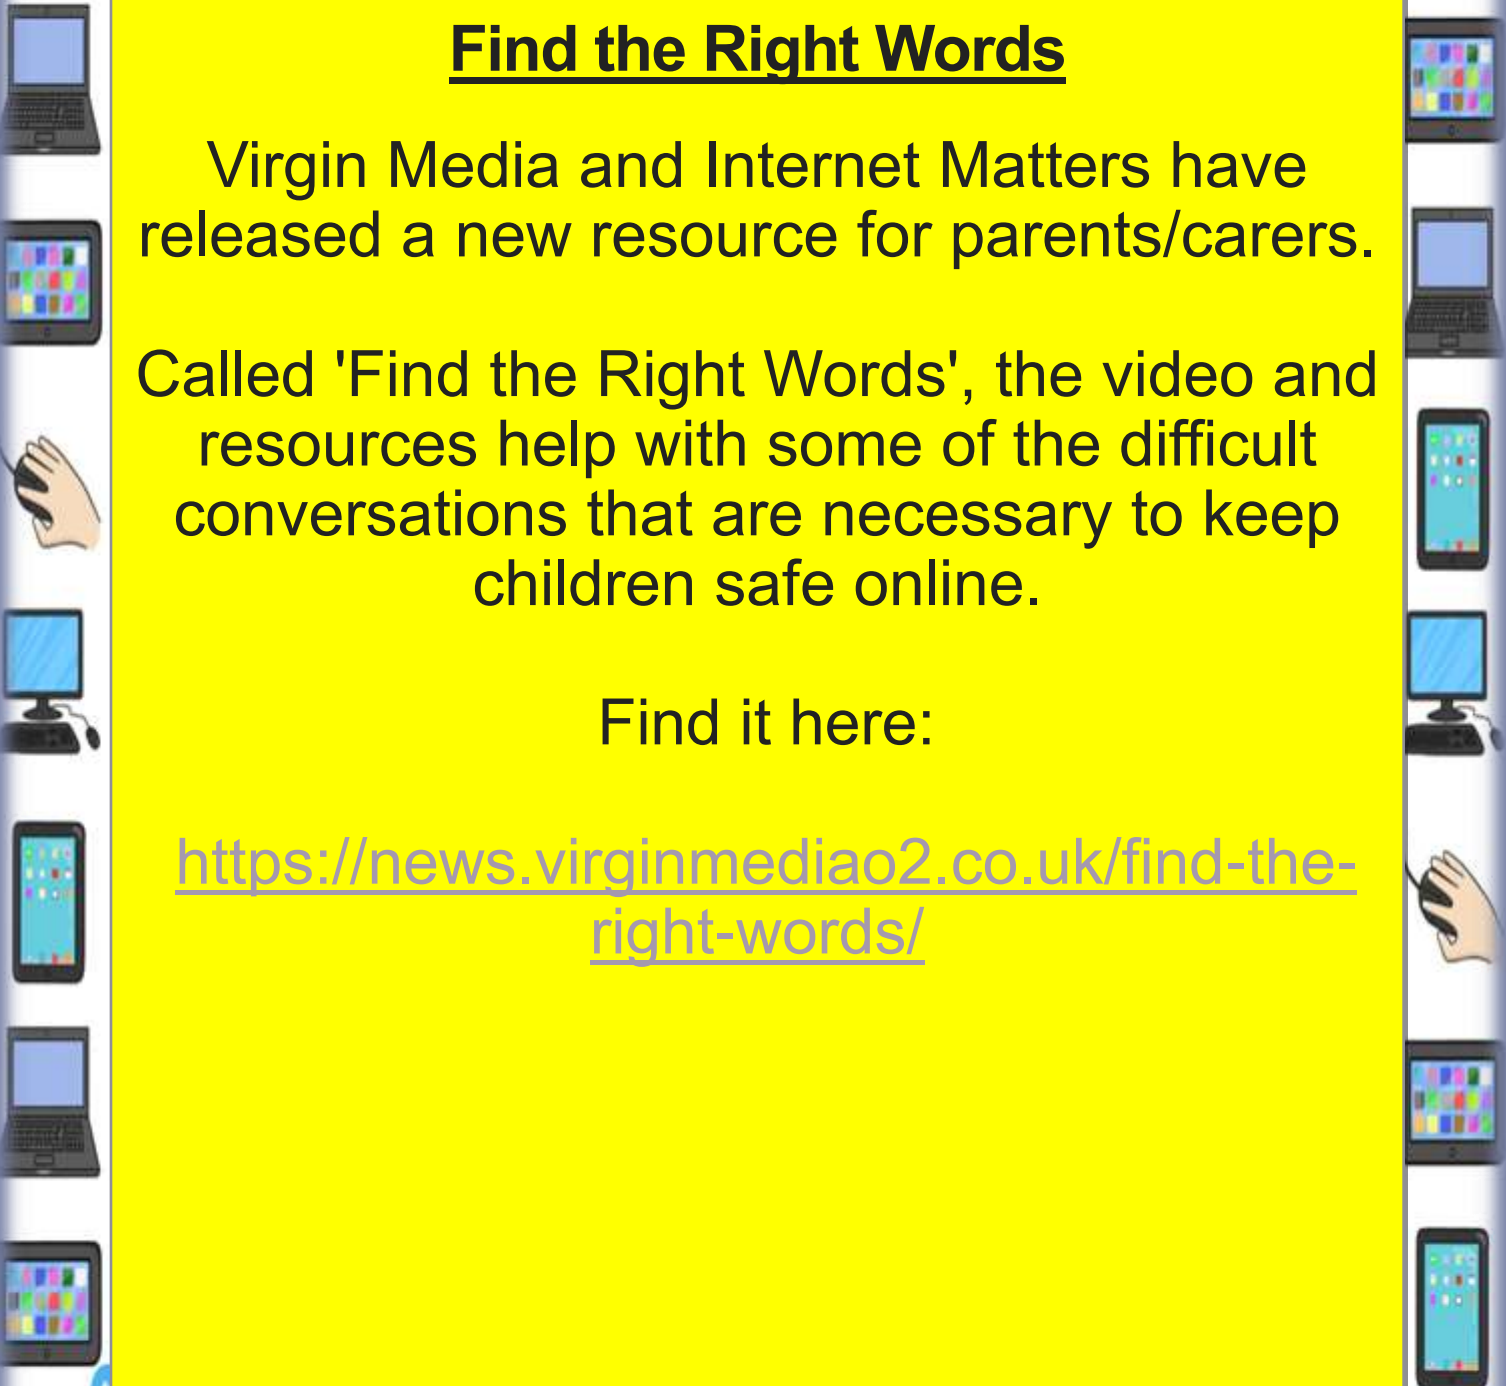 Find the Right Words
Virgin Media and Internet Matters have
released a new resource for parents/carers.
Called 'Find the Right Words', the video and
resources help with some of the difficult
conversations that are necessary to keep
children safe online.
Find it here:
https://news.virginmediao2.co.uk/find-the-
right-words/